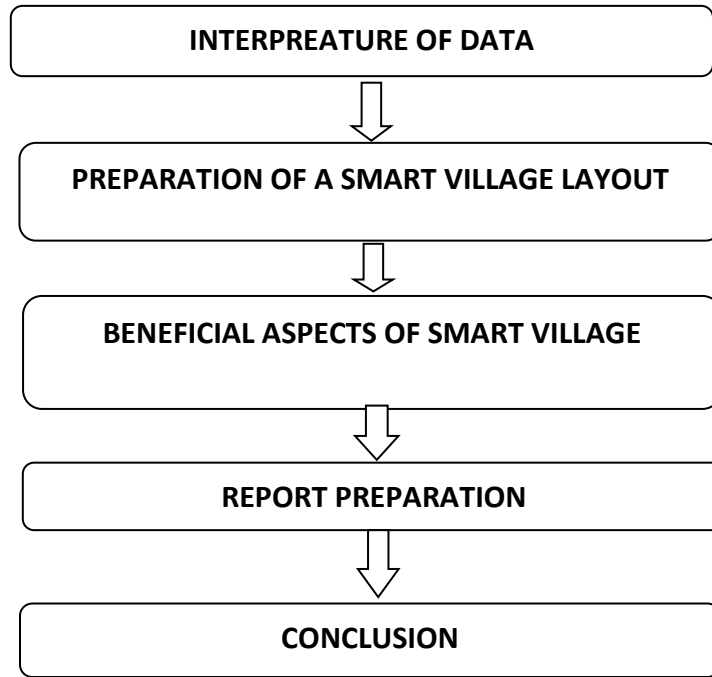 INTERPREATURE OF DATA
PREPARATION OF A SMART VILLAGE LAYOUT
BENEFICIAL ASPECTS OF SMART VILLAGE
REPORT PREPARATION
CONCLUSION